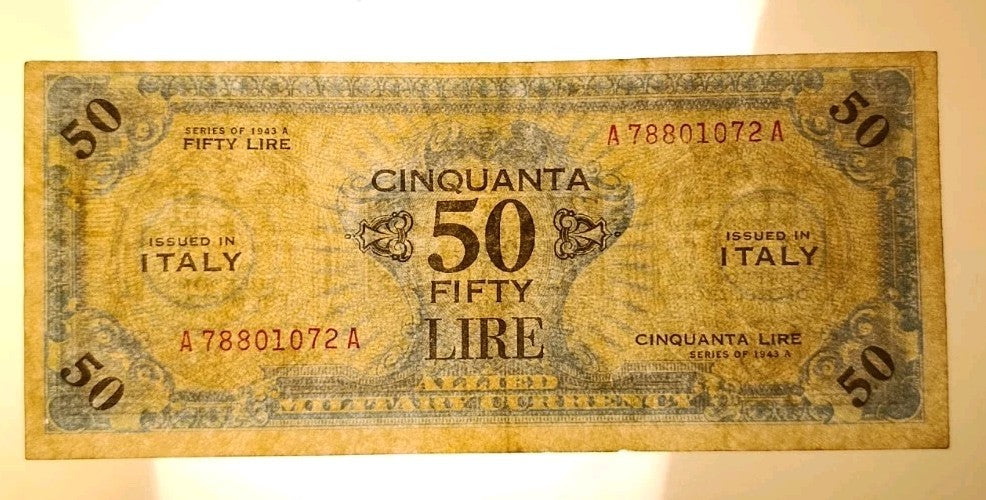 50
50
SERIES OF 1943 A
FIFTY LIRE
A 78801072 A
CINQUANTA
50
FIFTY
LIRE
ISSUED IN
ITALY
ISSUED IN
ITALY
A 78801072 A
CINQUANTA LIRE
SERIES OF 1943 A
50
50
ALLIED
MILITARY CURRENCY